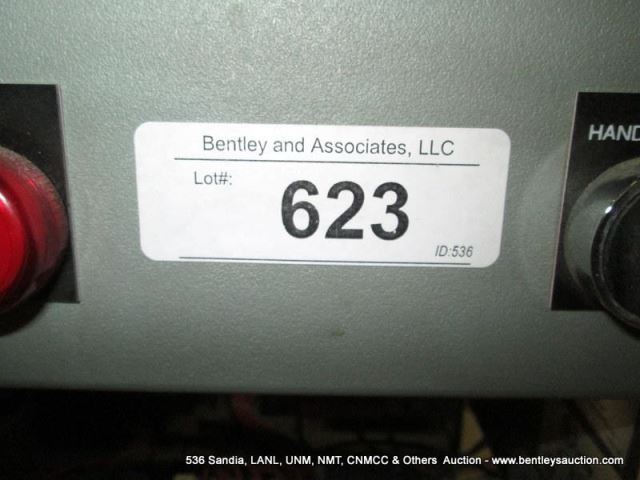 Bentley and Associates, LLC
Lot#:
623
ID:536
HAND
536 Sandia, LANL, UNM, NMT, CNMCC & Others Auction - www.bentleysauction.com